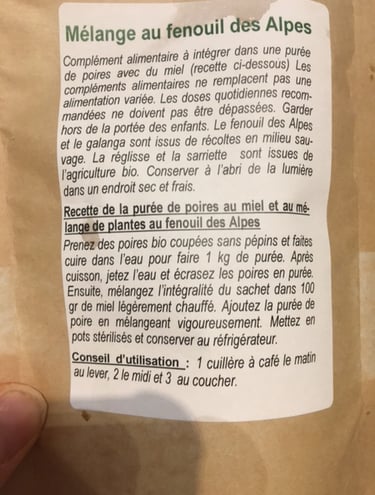 Mélange au fenouil des Alpes
Complément alimentaire à intégrer dans une purée
de poires avec du miel (recette ci-dessous) Les
compléments alimentaires ne remplacent pas une
alimentation variée. Les doses quotidiennes recom-
mandées ne doivent pas être dépassées. Garder
hors de la portée des enfants. Le fenouil des Alpes
et le galanga sont issus de récoltes en milieu sau-
vage. La réglisse et la sarriette sont issues de
l'agriculture bio. Conserver à l'abri de la lumière
dans un endroit sec et frais.
Recette de la purée de poires au miel et au mé-
lange de plantes au fenouil des Alpes
Prenez des poires bio coupées sans pépins et faites
cuire dans l'eau pour faire 1 kg de purée. Après
cuisson, jetez l'eau et écrasez les poires en purée.
Ensuite, mélangez l'intégralité du sachet dans 100
gr de miel légèrement chauffé. Ajoutez la purée de
poire en mélangeant vigoureusement. Mettez en
pots stérilisés et conserver au réfrigérateur.
Conseil d'utilisation : 1 cuillère à café le matin
au lever, 2 le midi et 3 au coucher.